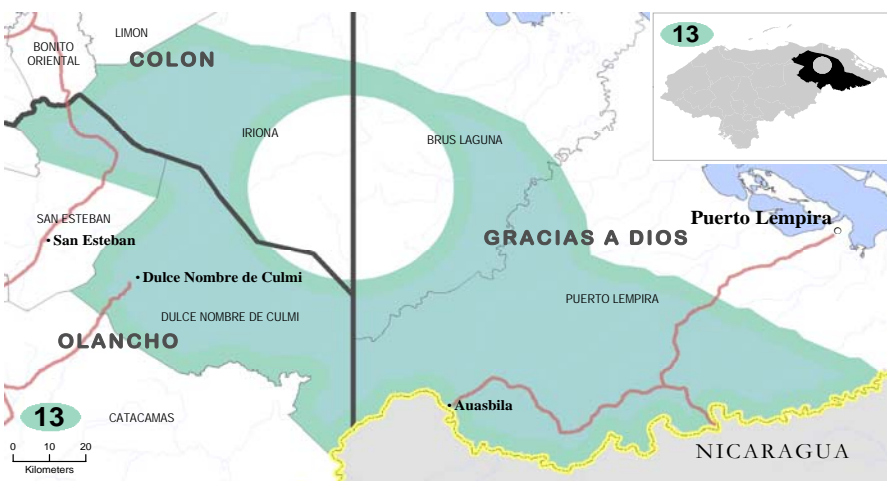 LIMON
BONITO
ORIENTAL
COLON
13
IRIONA
BRUS LAGUNA
SAN ESTEBAN
San Esteban
Puerto Lempira
GRACIAS A DIOS
Dulce Nombre de Culmi
PUERTO LEMPIRA
DULCE NOMBRE DE CULMI
OLANCHO
Auasbila
13
CATACAMAS
NICARAGUA
0 10 20
Kilometers